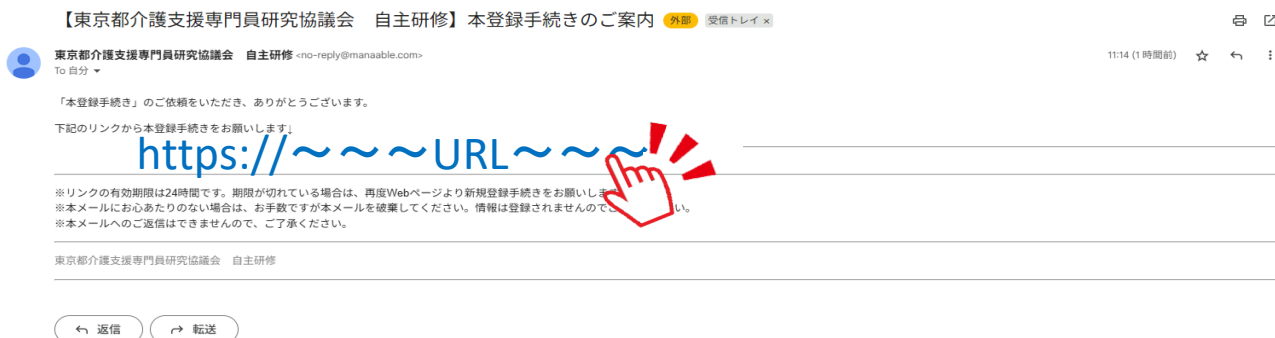 【東京都介護支援専門員研究協議会　自主研修】本登録手続きのご案内 外部 受信トレイ ×
東京都介護支援専門員研究協議会　自主研修 <no-reply@manaable.com> 11:14 (1 時間前)
To 自分
「本登録手続き」のご依頼をいただき、ありがとうございます。
下記のリンクから本登録手続きをお願いします↓
https://～～～URL～～～
※リンクの有効期限は24時間です。期限が切れている場合は、再度Webページより新規登録手続きをお願いしま
※本メールにお心あたりのない場合は、お手数ですが本メールを破棄してください。情報は登録されませんのでご い。
※本メールへのご返信はできませんので、ご了承ください。
東京都介護支援専門員研究協議会　自主研修
返信 転送